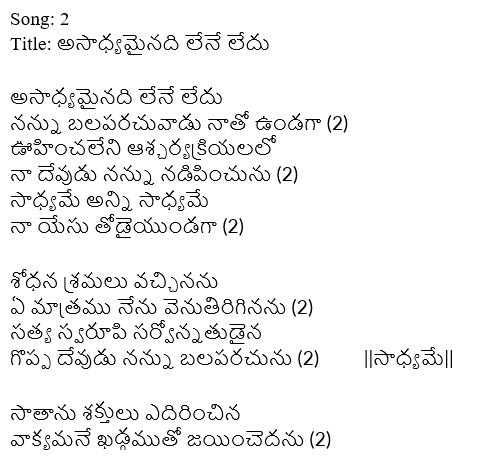 Song: 2
Title: అసాధ్యమైనది లేనే లేదు
అసాధ్యమైనది లేనే లేదు
నన్ను బలపరచువాడు నాతో ఉండగా (2)
ఊహించలేని ఆశ్చర్యక్రియలలో
నా దేవుడు నన్ను నడిపించును (2)
సాధ్యమే అన్ని సాధ్యమే
నా యేసు తోడైయుండగా (2)
శోధన శ్రమలు వచ్చినను
ఏ మాత్రము నేను వెనుతిరిగినను (2)
సత్య స్వరూపి సర్వోన్నతుడైన
గొప్ప దేవుడు నన్ను బలపరచును (2) ||సాధ్యమే||
సాతాను శక్తులు ఎదిరించిన
వాక్యమనే ఖడ్గముతో జయించెదను (2)